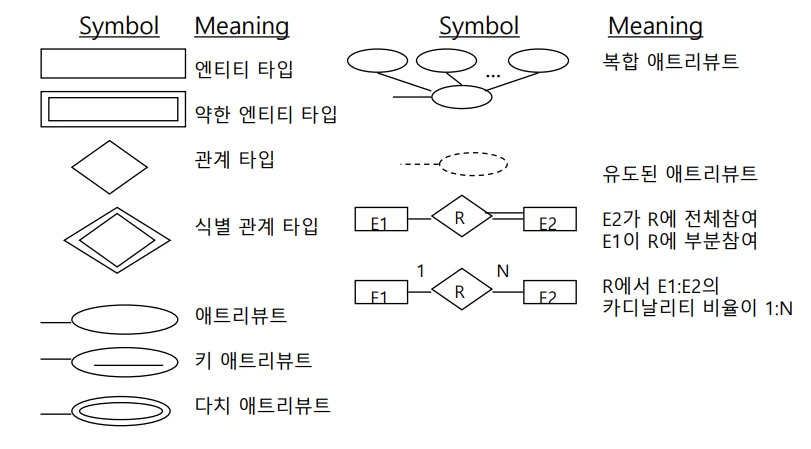 Symbol Meaning
엔티티 타입
약한 엔티티 타입
관계 타입
식별 관계 타입
애트리뷰트
키 애트리뷰트
다치 애트리뷰트
Symbol Meaning
...
복합 애트리뷰트
유도된 애트리뷰트
E1 R E2
E2가 R에 전체참여
E1이 R에 부분참여
1 N
E1 R E2
R에서 E1:E2의
카디날리티 비율이 1:N